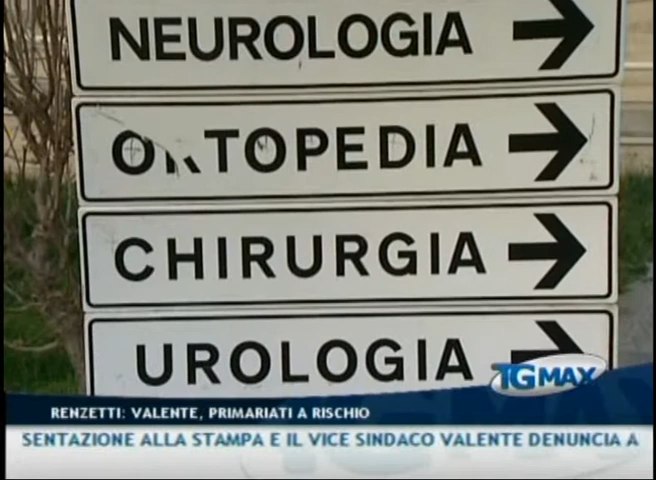 NEUROLOGIA
ORTOPEDIA
CHIRURGIA
UROLOGIA
TGMAX
RENZETTI: VALENTE, PRIMARIATI A RISCHIO
SENTAZIONE ALLA STAMPA E IL VICE SINDACO VALENTE DENUNCIA A